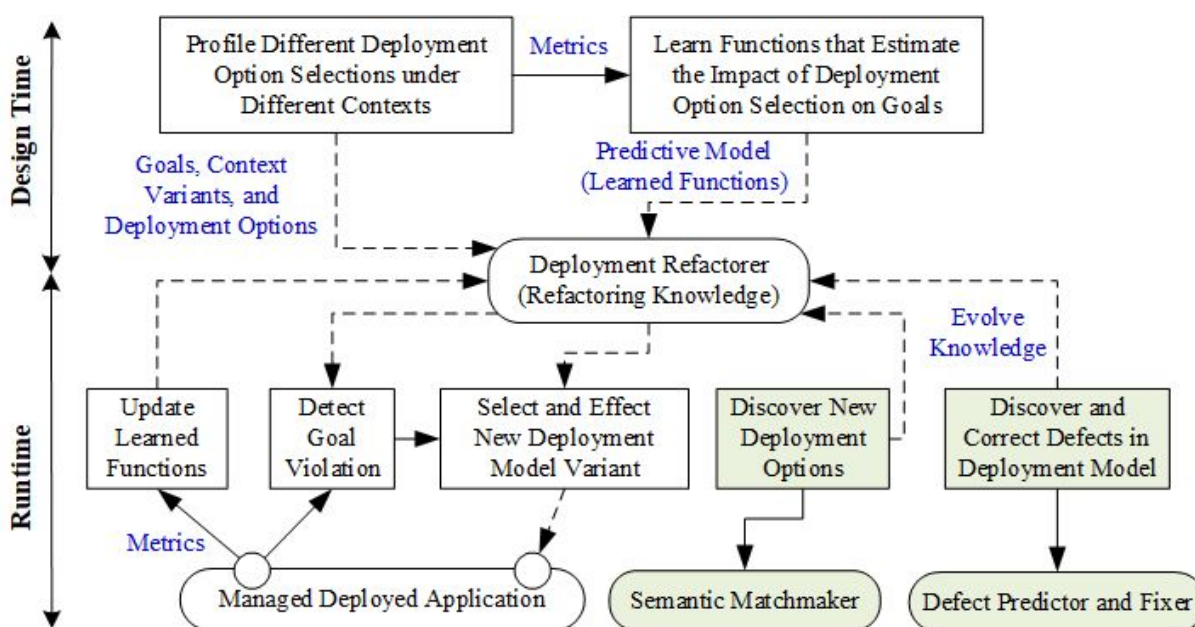 Design Time
Profile Different Deployment
Option Selections under
Different Contexts
Metrics
Learn Functions that Estimate
the Impact of Deployment
Option Selection on Goals
Goals, Context
Variants, and
Deployment Options
Predictive Model
(Learned Functions)
Deployment Refactorer
(Refactoring Knowledge)
Evolve
Knowledge
Runtime
Update
Learned
Functions
Detect
Goal
Violation
Select and Effect
New Deployment
Model Variant
Discover New
Deployment
Options
Discover and
Correct Defects in
Deployment Model
Metrics
Managed Deployed Application
Semantic Matchmaker
Defect Predictor and Fixer